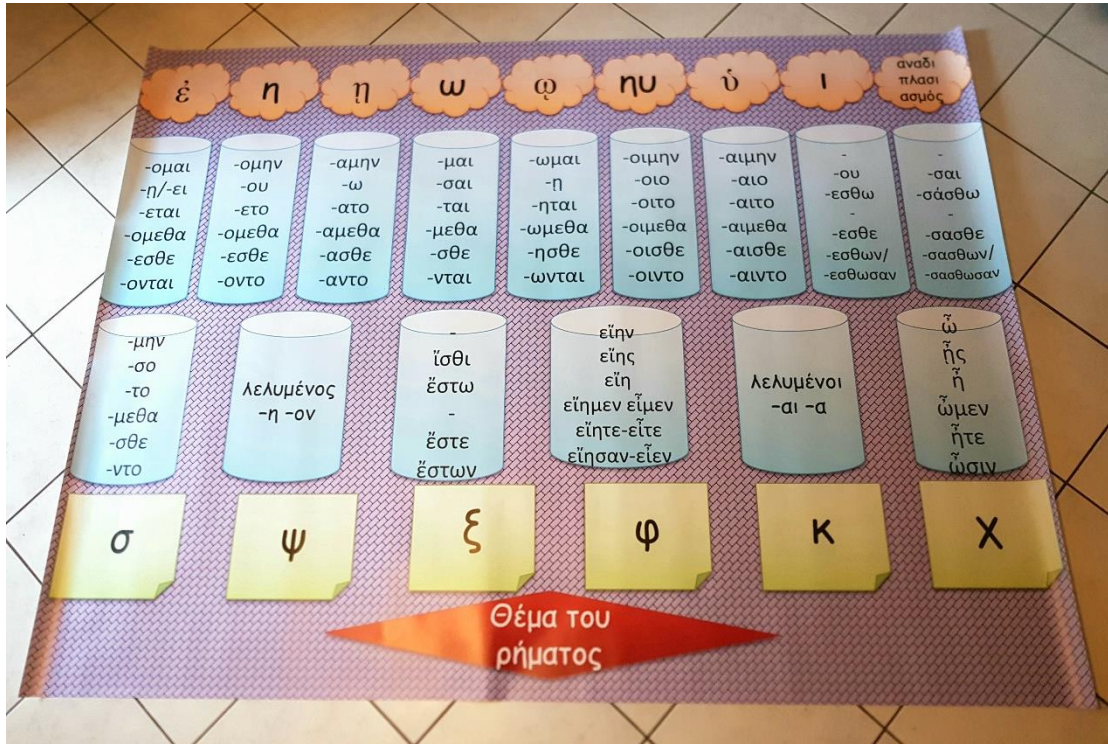 ἐ
η
ῃ
ω
ῳ
ηυ
ὐ
ι
αναδι
πλασι
ασμός
-ομαι
-ῃ/-ει
-εται
-ομεθα
-εσθε
-ονται
-ομην
-ου
-ετο
-ομεθα
-εσθε
-οντο
-αμην
-ω
-ατο
-αμεθα
-ασθε
-αντο
-μαι
-σαι
-ται
-μεθα
-σθε
-νται
-ωμαι
-ῃ
-ηται
-ωμεθα
-ησθε
-ωνται
-οιμην
-οιο
-οιτο
-οιμεθα
-οισθε
-οιντο
-αιμην
-αιο
-αιτο
-αιμεθα
-αισθε
-αιντο
-
-ου
-εσθω
-
-εσθε
-εσθων/
-εσθωσαν
-
-σαι
-σάσθω
-
-σασθε
-σασθων/
-σασθωσαν
-μην
-σο
-το
-μεθα
-σθε
-ντο
λελυμένος
-η -ον
-
ἴσθι
ἔστω
-
ἔστε
ἔστων
εἴην
εἴης
εἴη
εἴημεν εἶμεν
εἴητε-εἶτε
εἴησαν-εἶεν
λελυμένοι
-αι -α
ὦ
ᾖς
ᾖ
ὦμεν
ἦτε
ὦσιν
σ
ψ
ξ
φ
κ
χ
Θέμα του
ρήματος